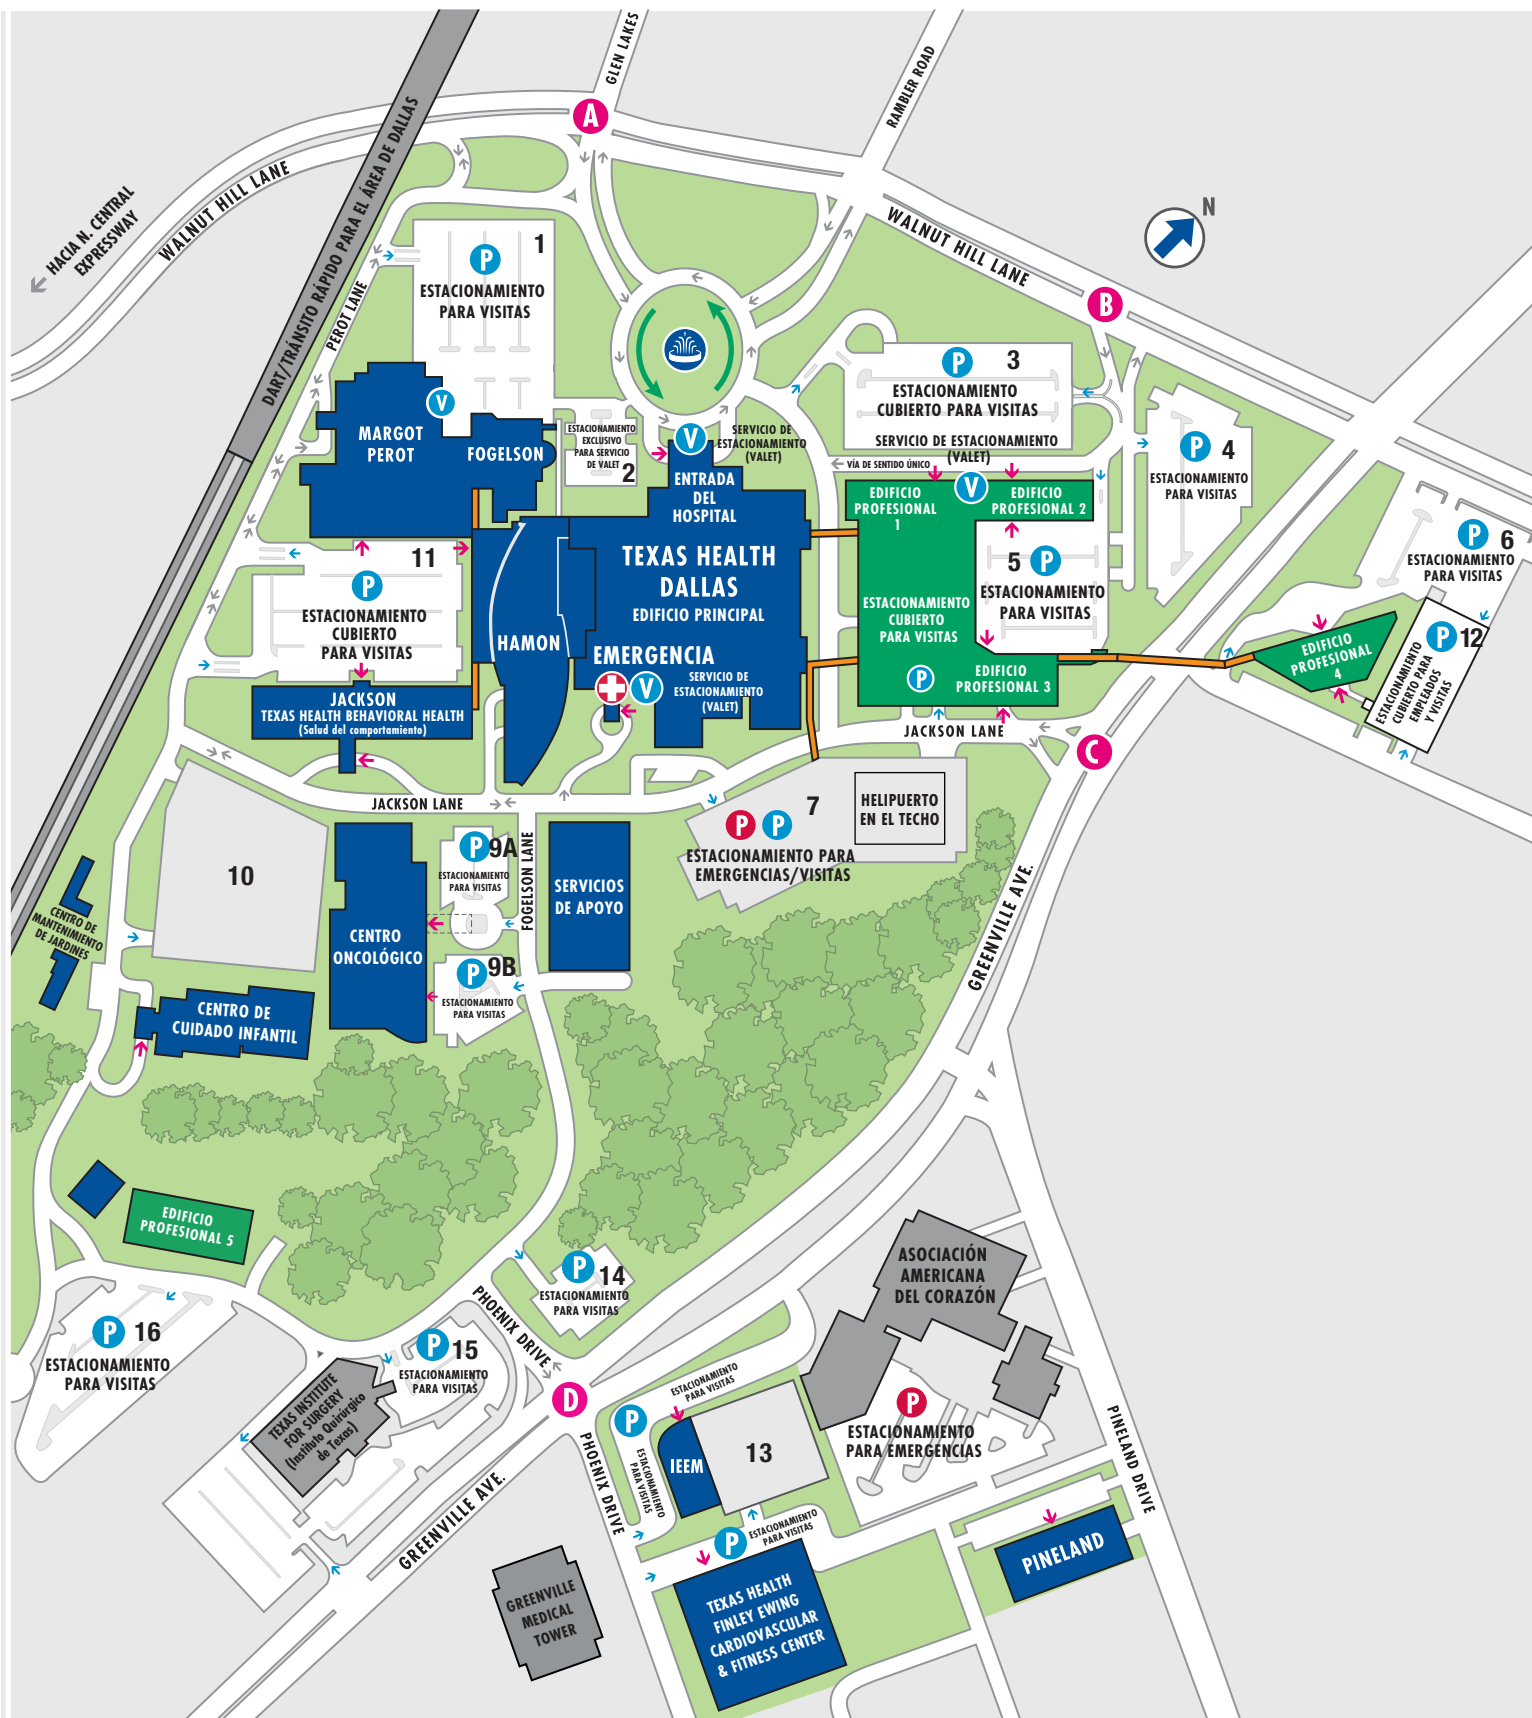 GLEN LAKES
RAMBLER ROAD
A
HACIA N. CENTRAL
EXPRESSWAY
WALNUT HILL LANE
DART/TRÁNSITO RÁPIDO PARA EL ÁREA DE DALLAS
PEROT LANE
WALNUT HILL LANE
N
B
P
1
ESTACIONAMIENTO
PARA VISITAS
P
3
ESTACIONAMIENTO
CUBIERTO PARA VISITAS
SERVICIO DE ESTACIONAMIENTO
(VALET)
VÍA DE SENTIDO ÚNICO
V
MARGOT
PEROT
FOGELSON
ESTACIONAMIENTO
EXCLUSIVO
PARA SERVICIO
DE VALET
2
V
SERVICIO DE
ESTACIONAMIENTO
(VALET)
ENTRADA
DEL
HOSPITAL
P
4
ESTACIONAMIENTO
PARA VISITAS
EDIFICIO
PROFESIONAL
1
V
EDIFICIO
PROFESIONAL 2
5
P
ESTACIONAMIENTO
PARA VISITAS
P
6
ESTACIONAMIENTO
PARA VISITAS
11
P
ESTACIONAMIENTO
CUBIERTO
PARA VISITAS
TEXAS HEALTH
DALLAS
EDIFICIO PRINCIPAL
HAMON
EMERGENCIA
V
SERVICIO DE
ESTACIONAMIENTO
(VALET)
ESTACIONAMIENTO
CUBIERTO
PARA VISITAS
P
EDIFICIO
PROFESIONAL 3
EDIFICIO
PROFESIONAL
4
P
12
ESTACIONAMIENTO
CUBIERTO PARA
EMPLEADOS
Y VISITAS
JACKSON
TEXAS HEALTH BEHAVIORAL HEALTH
(Salud del comportamiento)
JACKSON LANE
C
JACKSON LANE
7
P
P
ESTACIONAMIENTO PARA
EMERGENCIAS/VISITAS
HELIPUERTO
EN EL TECHO
10
P
9A
ESTACIONAMIENTO
PARA VISITAS
FOGELSON LANE
SERVICIOS
DE APOYO
CENTRO
ONCOLÓGICO
P
9B
ESTACIONAMIENTO
PARA VISITAS
CENTRO DE
MANTENIMIENTO
DE JARDINES
CENTRO DE
CUIDADO INFANTIL
GREENVILLE AVE.
EDIFICIO
PROFESIONAL 5
P
14
ESTACIONAMIENTO
PARA VISITAS
PHOENIX DRIVE
ASOCIACIÓN
AMERICANA
DEL CORAZÓN
P
16
ESTACIONAMIENTO
PARA VISITAS
P
15
ESTACIONAMIENTO
PARA VISITAS
TEXAS INSTITUTE
FOR SURGERY
(Instituto Quirúrgico
de Texas)
D
ESTACIONAMIENTO
PARA VISITAS
P
ESTACIONAMIENTO
PARA VISITAS
IEEM
13
P
ESTACIONAMIENTO
PARA EMERGENCIAS
PINELAND DRIVE
PHOENIX DRIVE
GREENVILLE AVE.
P
ESTACIONAMIENTO
PARA VISITAS
PINELAND
GREENVILLE
MEDICAL
TOWER
TEXAS HEALTH
FINLEY EWING
CARDIOVASCULAR
& FITNESS CENTER